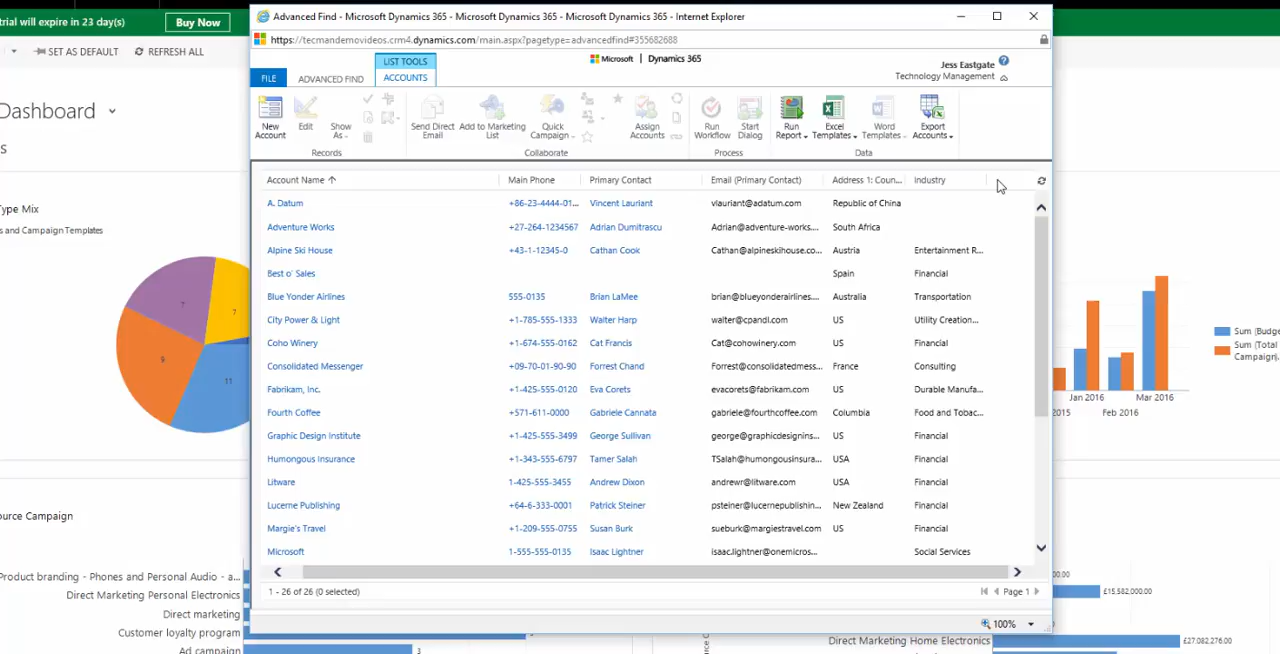 trial will expire in 23 day(s)
Buy Now
SET AS DEFAULT
REFRESH ALL
Dashboard
s
Type Mix
s and Campaign Templates
7
7
9
11
ource Campaign
Product branding - Phones and Personal Audio - a...
Direct Marketing Personal Electronics
Direct marketing
Customer loyalty program
Ad campaign
3
Advanced Find - Microsoft Dynamics 365 - Microsoft Dynamics 365 - Microsoft Dynamics 365 - Internet Explorer
https://tecmandemovideos.crm4.dynamics.com/main.aspx?pagetype=advancedfind#355682688
Microsoft | Dynamics 365
Jess Eastgate
Technology Management
FILE
ADVANCED FIND
LIST TOOLS
ACCOUNTS
New Account
Edit
Show As
Records
Send Direct Email
Add to Marketing List
Quick Campaign
Collaborate
Assign Accounts
Run Workflow
Start Dialog
Process
Run Report
Excel Templates
Word Templates
Export Accounts
Data
Account Name Main Phone Primary Contact Email (Primary Contact) Address 1: Coun... Industry
A. Datum +86-23-4444-01... Vincent Lauriant vlauriant@adatum.com Republic of China
Adventure Works +27-264-1234567 Adrian Dumitrascu Adrian@adventure-works... South Africa
Alpine Ski House +43-1-12345-0 Cathan Cook Cathan@alpineskihouse.co... Austria Entertainment R...
Best o' Sales Spain Financial
Blue Yonder Airlines 555-0135 Brian LaMee brian@blueyonderairlines... Australia Transportation
City Power & Light +1-785-555-1333 Walter Harp walter@cpandl.com US Utility Creation...
Coho Winery +1-674-555-0162 Cat Francis Cat@cohowinery.com US Financial
Consolidated Messenger +09-70-01-90-90 Forrest Chand Forrest@consolidatedmess... France Consulting
Fabrikam, Inc. +1-425-555-0120 Eva Corets evacorets@fabrikam.com US Durable Manufa...
Fourth Coffee +571-611-0000 Gabriele Cannata gabriele@fourthcoffee.com Columbia Food and Tobac...
Graphic Design Institute +1-425-555-3499 George Sullivan george@graphicdesignins... US Financial
Humongous Insurance +1-343-555-6797 Tamer Salah TSalah@humongousinsura... USA Financial
Litware 1-425-555-3455 Andrew Dixon andrewr@litware.com USA Financial
Lucerne Publishing +64-6-333-0001 Patrick Steiner psteiner@lucernepublishin... New Zealand Financial
Margie's Travel +1-209-555-0755 Susan Burk sueburk@margiestravel.com US Financial
Microsoft 1-555-555-0135 Isaac Lightner isaac.lightner@onemicros... Social Services
1 - 26 of 26 (0 selected)
Page 1
100%
Jan 2016
Mar 2016
2015
Feb 2016
Sum (Budge
Sum (Total
Campaign).
00.00
£15,582,000.00
Direct Marketing Home Electronics
£27,082,276.00